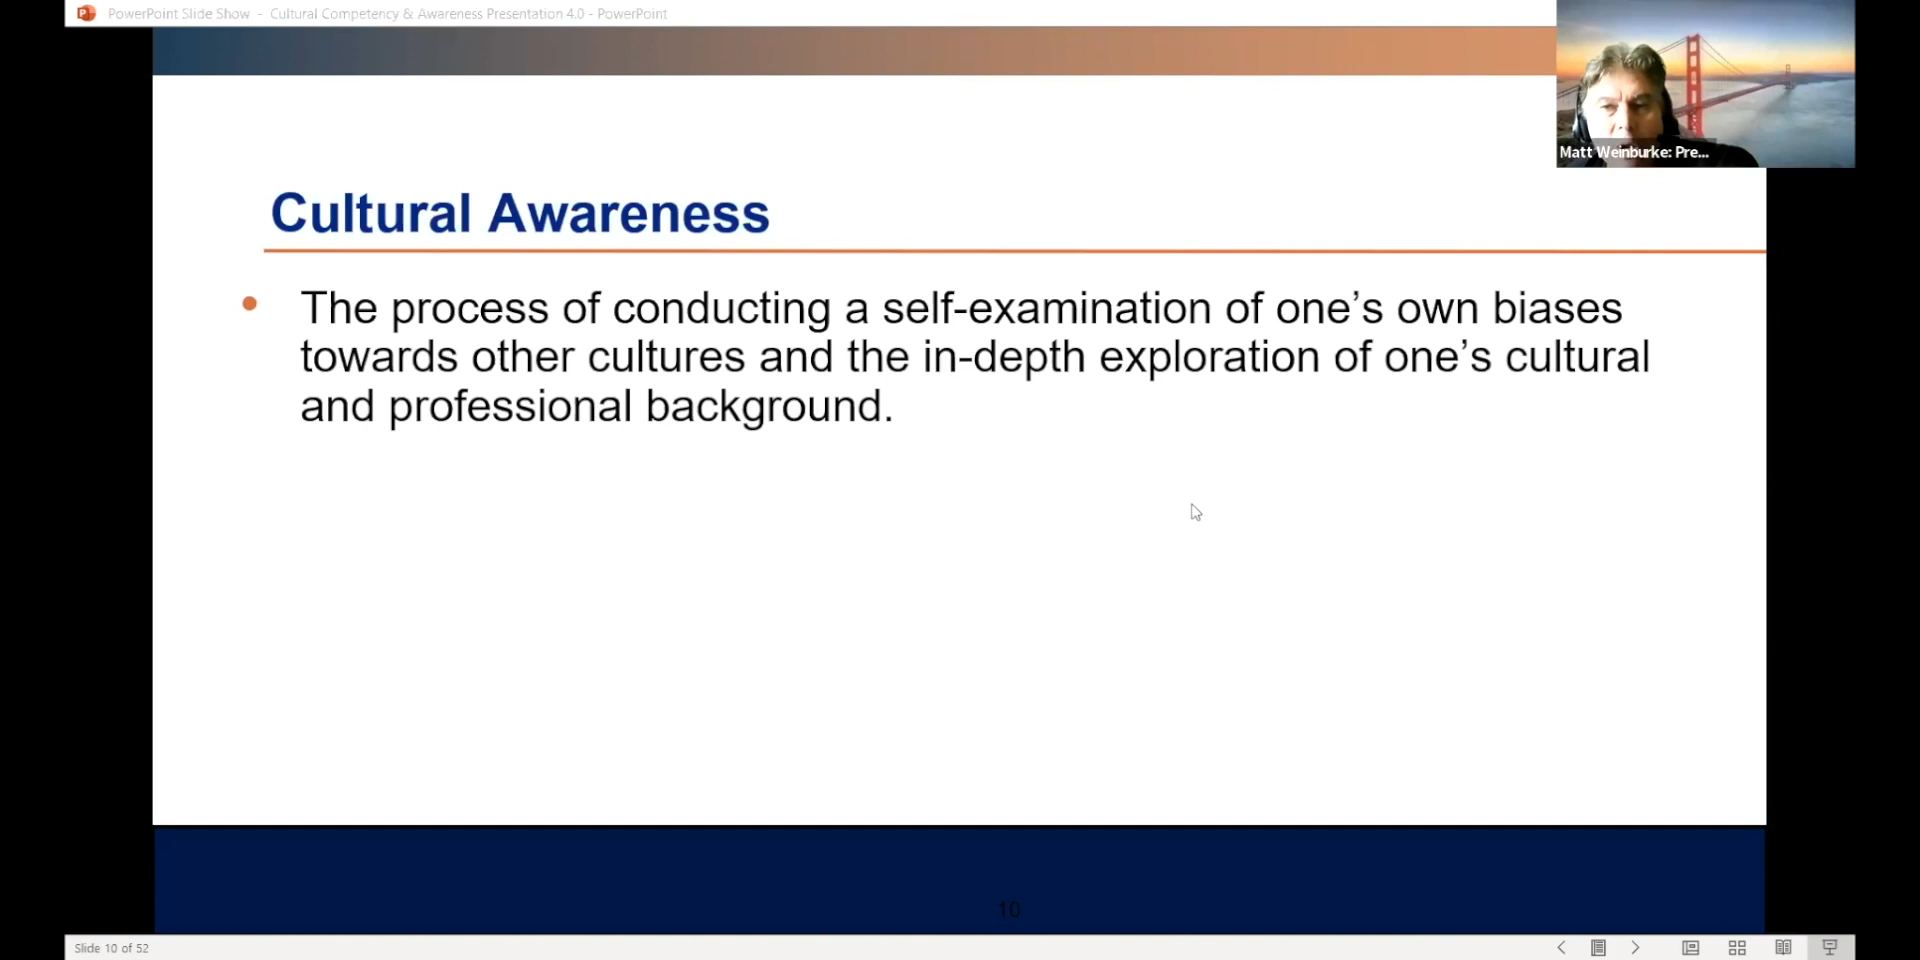 PowerPoint Slide Show - Cultural Competency & Awareness Presentation 4.0 - PowerPoint
Matt Weinburke: Pre...
Cultural Awareness
• The process of conducting a self-examination of one’s own biases
towards other cultures and the in-depth exploration of one’s cultural
and professional background.
10
Slide 10 of 52